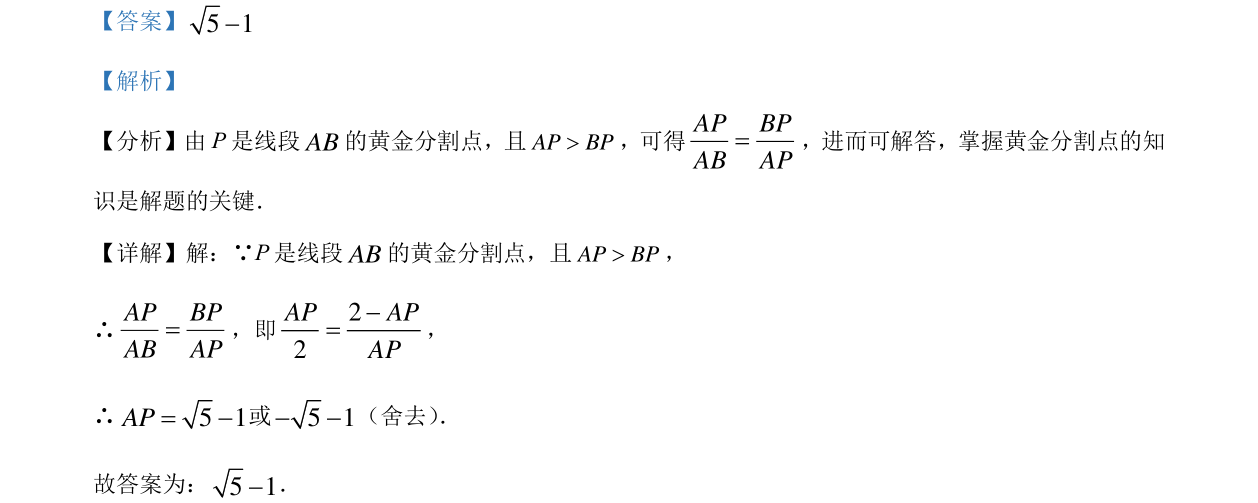 【答案】√5−1
【解析】
【分析】由 P 是线段 AB 的黄金分割点，且 AP > BP，可得 AP/AB = BP/AP，进而可解答，掌握黄金分割点的知
识是解题的关键.
【详解】解：∵P 是线段 AB 的黄金分割点，且 AP > BP，
∴ AP/AB = BP/AP，即 AP/2 = (2−AP)/AP，
∴ AP = √5−1或−√5−1（舍去）.
故答案为：√5−1.